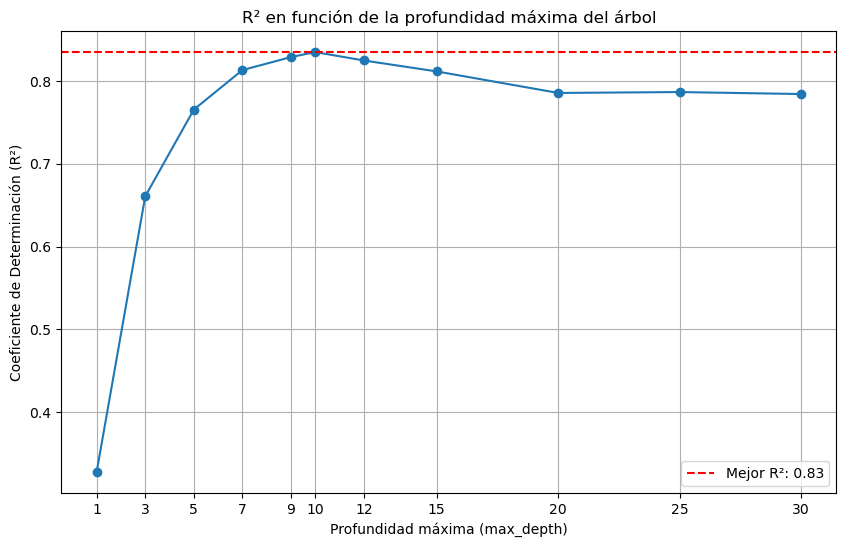 R² en función de la profundidad máxima del árbol
Coeficiente de Determinación (R²)
0.8
0.7
0.6
0.5
0.4
Mejor R²: 0.83
1 3 5 7 9 10 12 15 20 25 30
Profundidad máxima (max_depth)